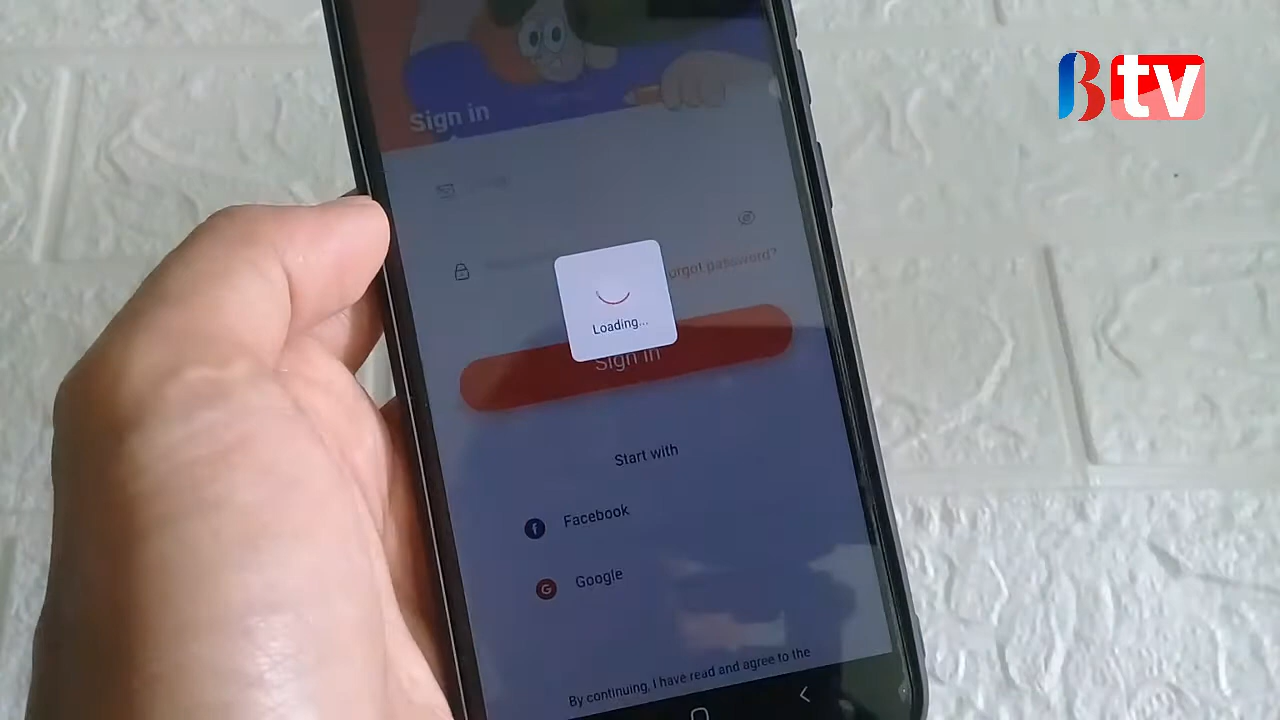 Btv
Sign in
orgot password?
Loading...
Sign in
Start with
Facebook
Google
By continuing, I have read and agree to the